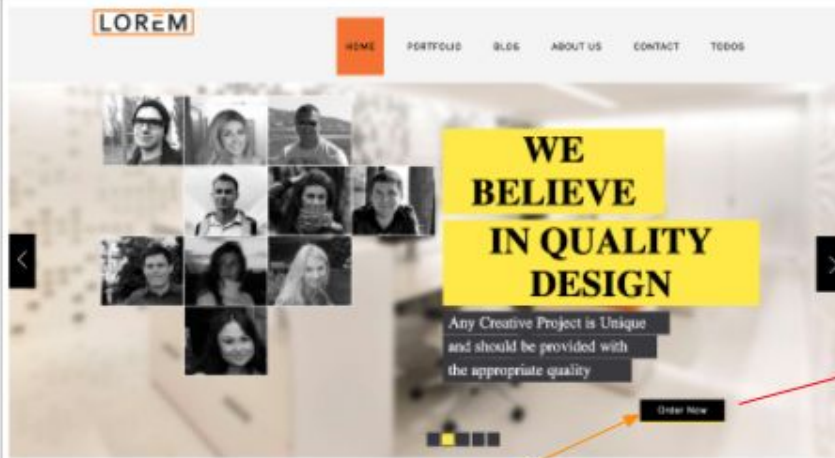 LOREM
HOME PORTFOLIO BLOG ABOUT US CONTACT TODOS
WE
BELIEVE
IN QUALITY
DESIGN
Any Creative Project is Unique
and should be provided with
the appropriate quality
Order Now